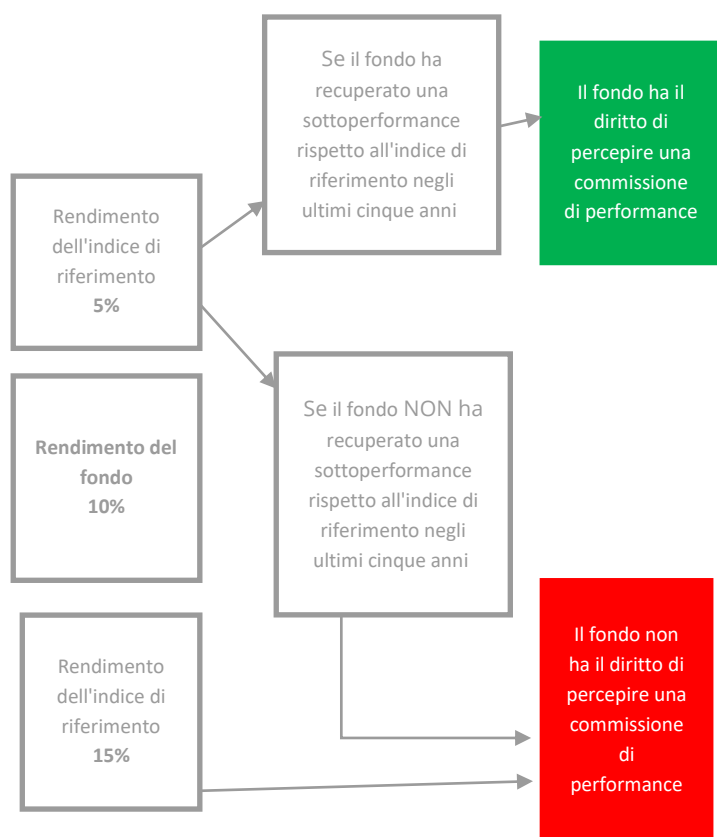 Se il fondo ha
recuperato una
sottoperformance
rispetto all'indice di
riferimento negli
ultimi cinque anni
Il fondo ha il
diritto di
percepire una
commissione
di performance
Rendimento
dell'indice di
riferimento
5%
Rendimento del
fondo
10%
Se il fondo NON ha
recuperato una
sottoperformance
rispetto all'indice di
riferimento negli
ultimi cinque anni
Rendimento
dell'indice di
riferimento
15%
Il fondo non
ha il diritto di
percepire una
commissione
di
performance